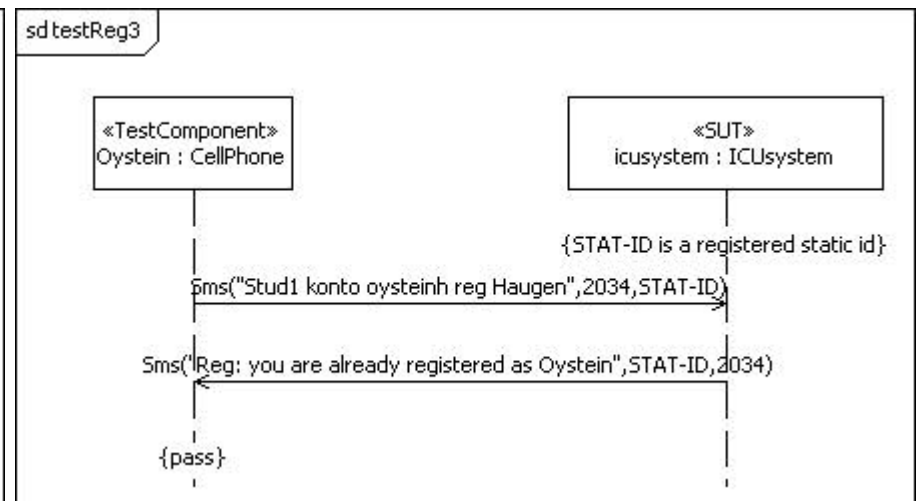 sd testReg3
«TestComponent»
Oystein : CellPhone
«SUT»
icusystem : ICUsystem
{STAT-ID is a registered static id}
Sms("Stud1 konto oysteinh reg Haugen",2034,STAT-ID)
Sms("Reg: you are already registered as Oystein",STAT-ID,2034)
{pass}